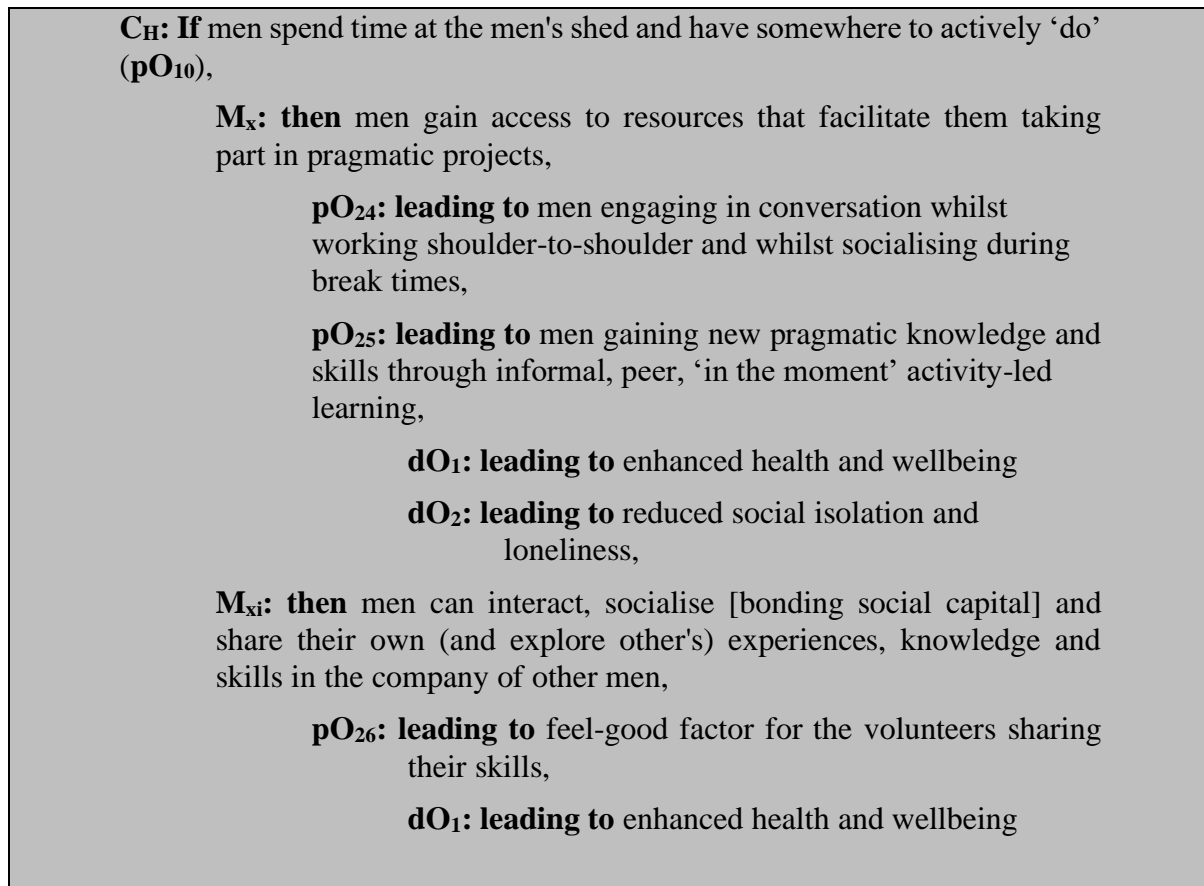 C_H: If men spend time at the men's shed and have somewhere to actively ‘do’
(pO₁₀),
Mₓ: then men gain access to resources that facilitate them taking
part in pragmatic projects,
pO₂₄: leading to men engaging in conversation whilst
working shoulder-to-shoulder and whilst socialising during
break times,
pO₂₅: leading to men gaining new pragmatic knowledge and
skills through informal, peer, ‘in the moment’ activity-led
learning,
dO₁: leading to enhanced health and wellbeing
dO₂: leading to reduced social isolation and
loneliness,
Mₓᵢ: then men can interact, socialise [bonding social capital] and
share their own (and explore other's) experiences, knowledge and
skills in the company of other men,
pO₂₆: leading to feel-good factor for the volunteers sharing
their skills,
dO₁: leading to enhanced health and wellbeing